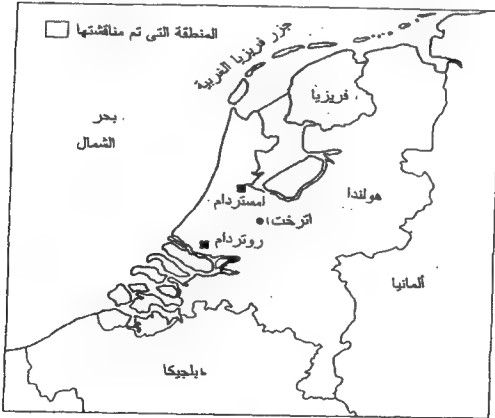 المنطقة التى تم مناقشتها
جزر فريزيا الغربية
فريزيا
بحر
الشمال
امستردام
هولندا
اترخت
روتردام
ألمانيا
بلجيكا